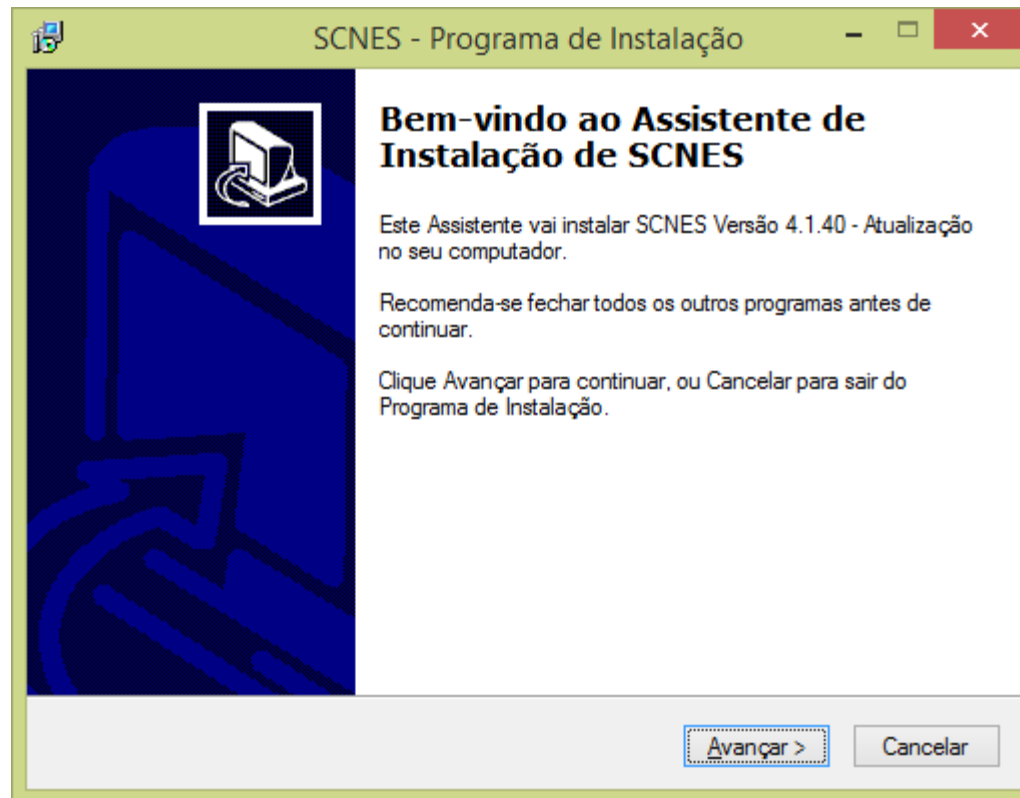 SCNES - Programa de Instalação
Bem-vindo ao Assistente de
Instalação de SCNES
Este Assistente vai instalar SCNES Versão 4.1.40 - Atualização
no seu computador.
Recomenda-se fechar todos os outros programas antes de
continuar.
Clique Avançar para continuar, ou Cancelar para sair do
Programa de Instalação.
Avançar >
Cancelar